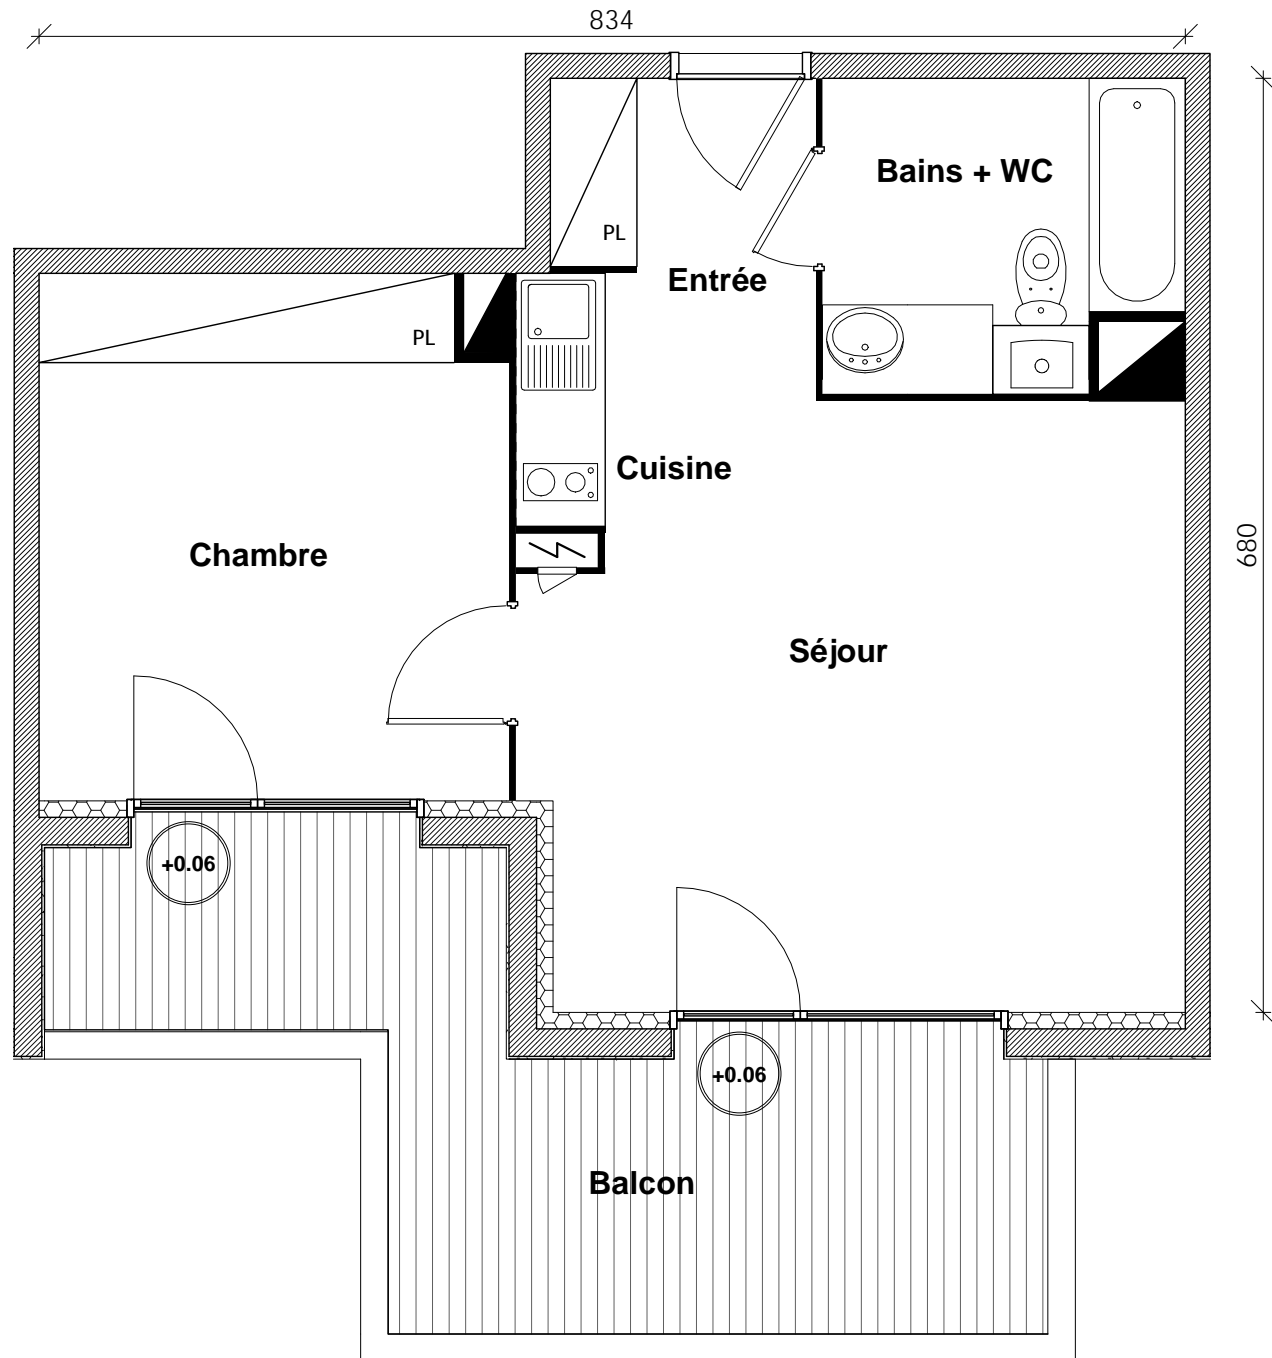 834
Bains + WC
PL
Entrée
PL
Cuisine
680
Chambre
Séjour
+0.06
+0.06
Balcon